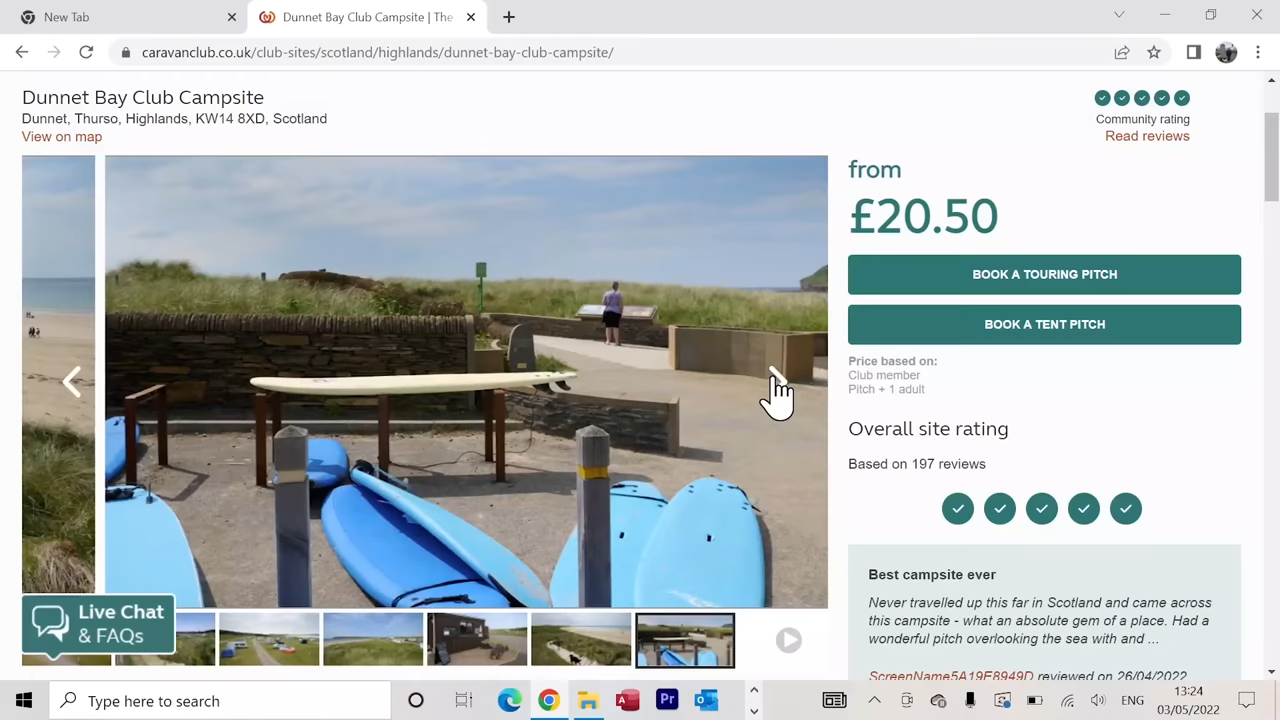 New Tab
Dunnet Bay Club Campsite | The
caravanclub.co.uk/club-sites/scotland/highlands/dunnet-bay-club-campsite/
Dunnet Bay Club Campsite
Dunnet, Thurso, Highlands, KW14 8XD, Scotland
View on map
Community rating
Read reviews
from
£20.50
BOOK A TOURING PITCH
BOOK A TENT PITCH
Price based on:
Club member
Pitch + 1 adult
Overall site rating
Based on 197 reviews
Best campsite ever
Never travelled up this far in Scotland and came across
this campsite - what an absolute gem of a place. Had a
wonderful pitch overlooking the sea with and ...
ScreenName5A19E8949D reviewed on 26/04/2022
Live Chat
& FAQs
Type here to search
Pr
ENG
13:24
03/05/2022